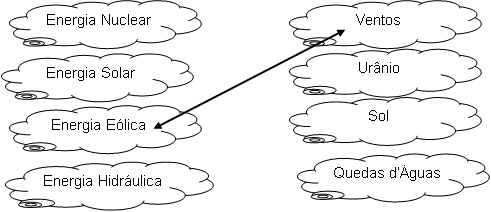 Energia Nuclear
Ventos
Energia Solar
Urânio
Energia Eólica
Sol
Energia Hidráulica
Quedas d'Águas